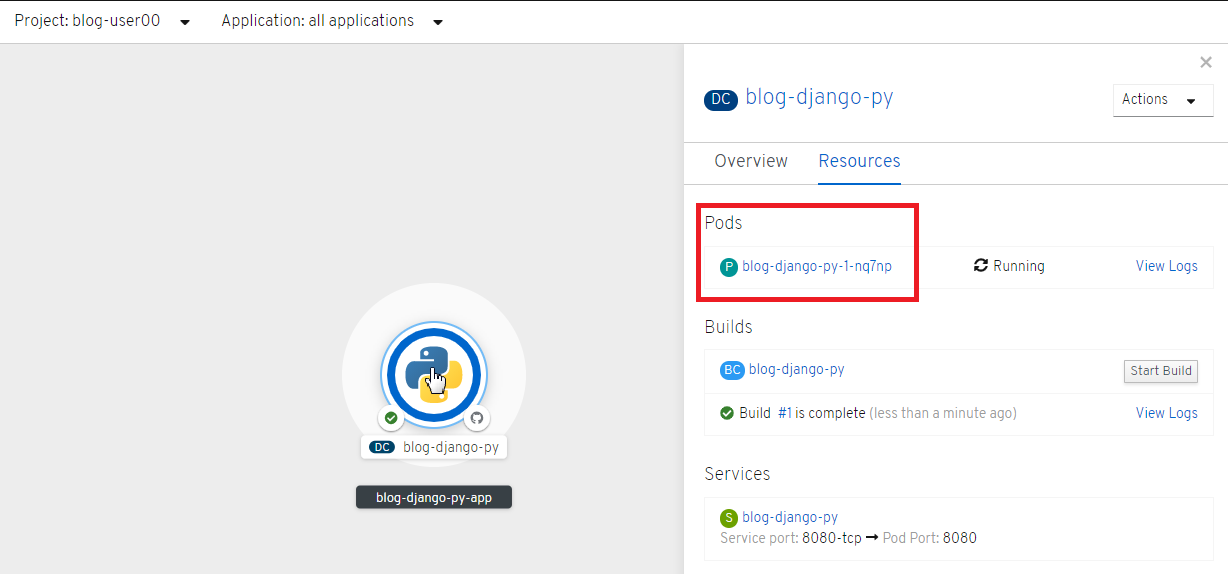 Project: blog-user00 Application: all applications
DC blog-django-py
Actions
Overview Resources
Pods
P blog-django-py-1-nq7np Running View Logs
Builds
BC blog-django-py Start Build
Build #1 is complete (less than a minute ago) View Logs
Services
S blog-django-py
Service port: 8080-tcp → Pod Port: 8080
DC blog-django-py
blog-django-py-app